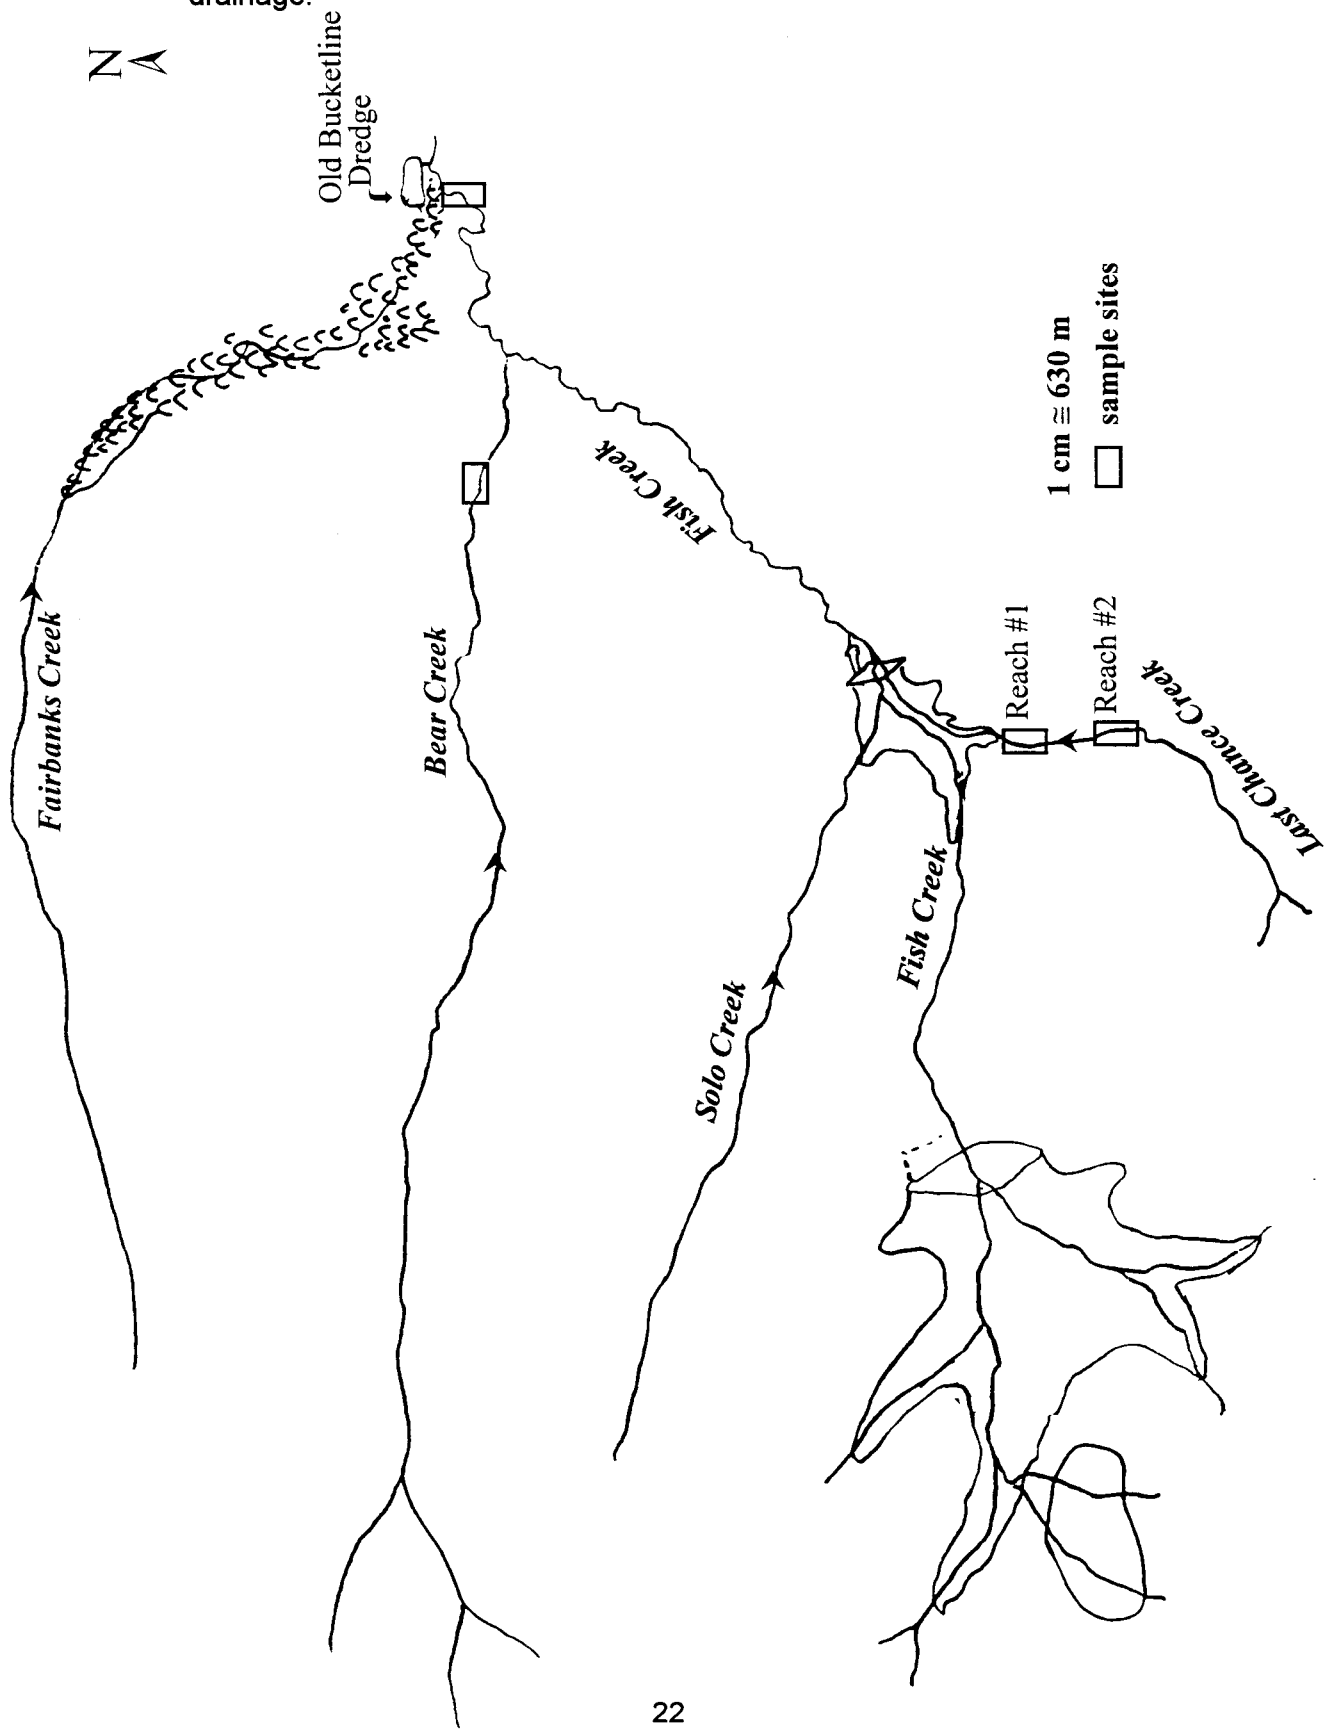 drainage.
N
Old Bucketline
Dredge
Fairbanks Creek
Bear Creek
Fish Creek
1 cm ≅ 630 m
sample sites
Reach #1
Reach #2
Last Chance Creek
Fish Creek
Solo Creek
22